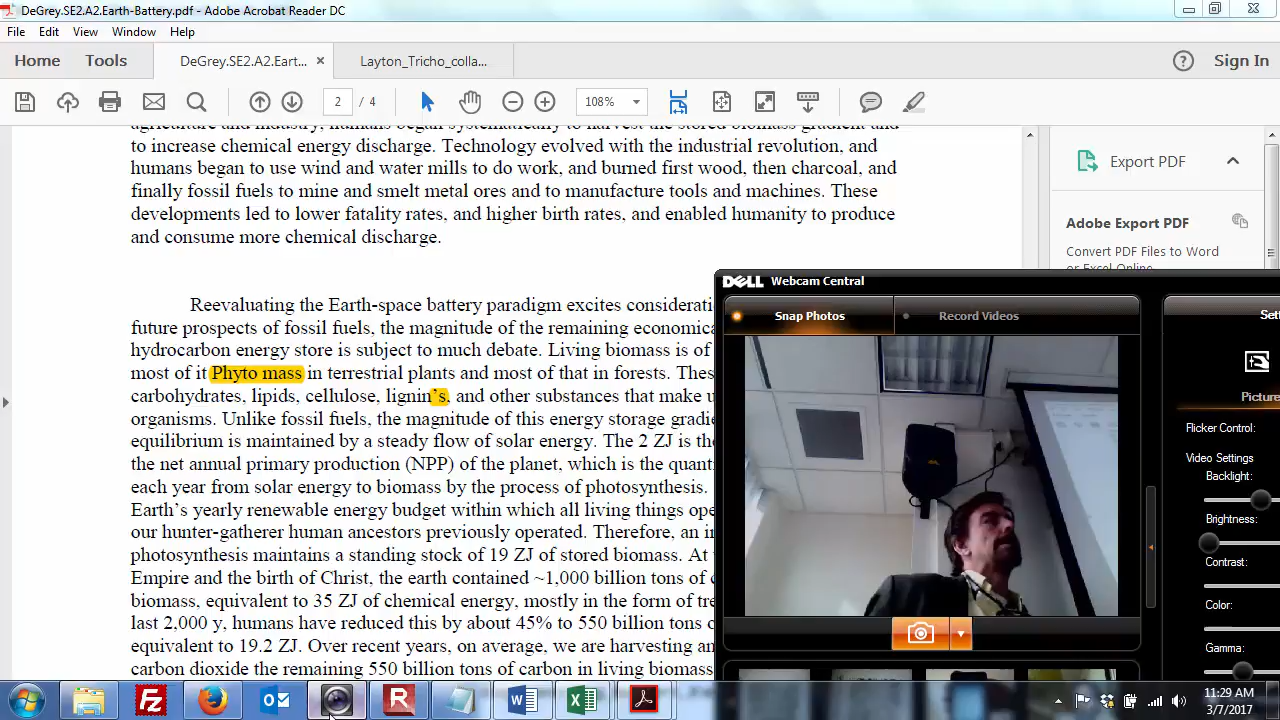 DeGrey.SE2.A2.Earth-Battery.pdf - Adobe Acrobat Reader DC
File Edit View Window Help
Home Tools DeGrey.SE2.A2.Eart... × Layton_Tricho_colla... Sign In
2 / 4 108%
agriculture and industry, humans began systematically to harvest the stored biomass gradient and
to increase chemical energy discharge. Technology evolved with the industrial revolution, and
humans began to use wind and water mills to do work, and burned first wood, then charcoal, and
finally fossil fuels to mine and smelt metal ores and to manufacture tools and machines. These
developments led to lower fatality rates, and higher birth rates, and enabled humanity to produce
and consume more chemical discharge.
Reevaluating the Earth-space battery paradigm excites considerati
future prospects of fossil fuels, the magnitude of the remaining economica
hydrocarbon energy store is subject to much debate. Living biomass is of
most of it Phyto mass in terrestrial plants and most of that in forests. Thes
carbohydrates, lipids, cellulose, lignin's, and other substances that make u
organisms. Unlike fossil fuels, the magnitude of this energy storage gradie
equilibrium is maintained by a steady flow of solar energy. The 2 ZJ is the
the net annual primary production (NPP) of the planet, which is the quanti
each year from solar energy to biomass by the process of photosynthesis.
Earth's yearly renewable energy budget within which all living things ope
our hunter-gatherer human ancestors previously operated. Therefore, an in
photosynthesis maintains a standing stock of 19 ZJ of stored biomass. At
Empire and the birth of Christ, the earth contained ~1,000 billion tons of c
biomass, equivalent to 35 ZJ of chemical energy, mostly in the form of tre
last 2,000 y, humans have reduced this by about 45% to 550 billion tons o
equivalent to 19.2 ZJ. Over recent years, on average, we are harvesting an
carbon dioxide the remaining 550 billion tons of carbon in living biomass
Export PDF
Adobe Export PDF
Convert PDF Files to Word
or Excel Online
DELL Webcam Central
Snap Photos Record Videos
Sett
Picture
Flicker Control:
Video Settings
Backlight:
Brightness:
Contrast:
Color:
Gamma:
11:29 AM
3/7/2017